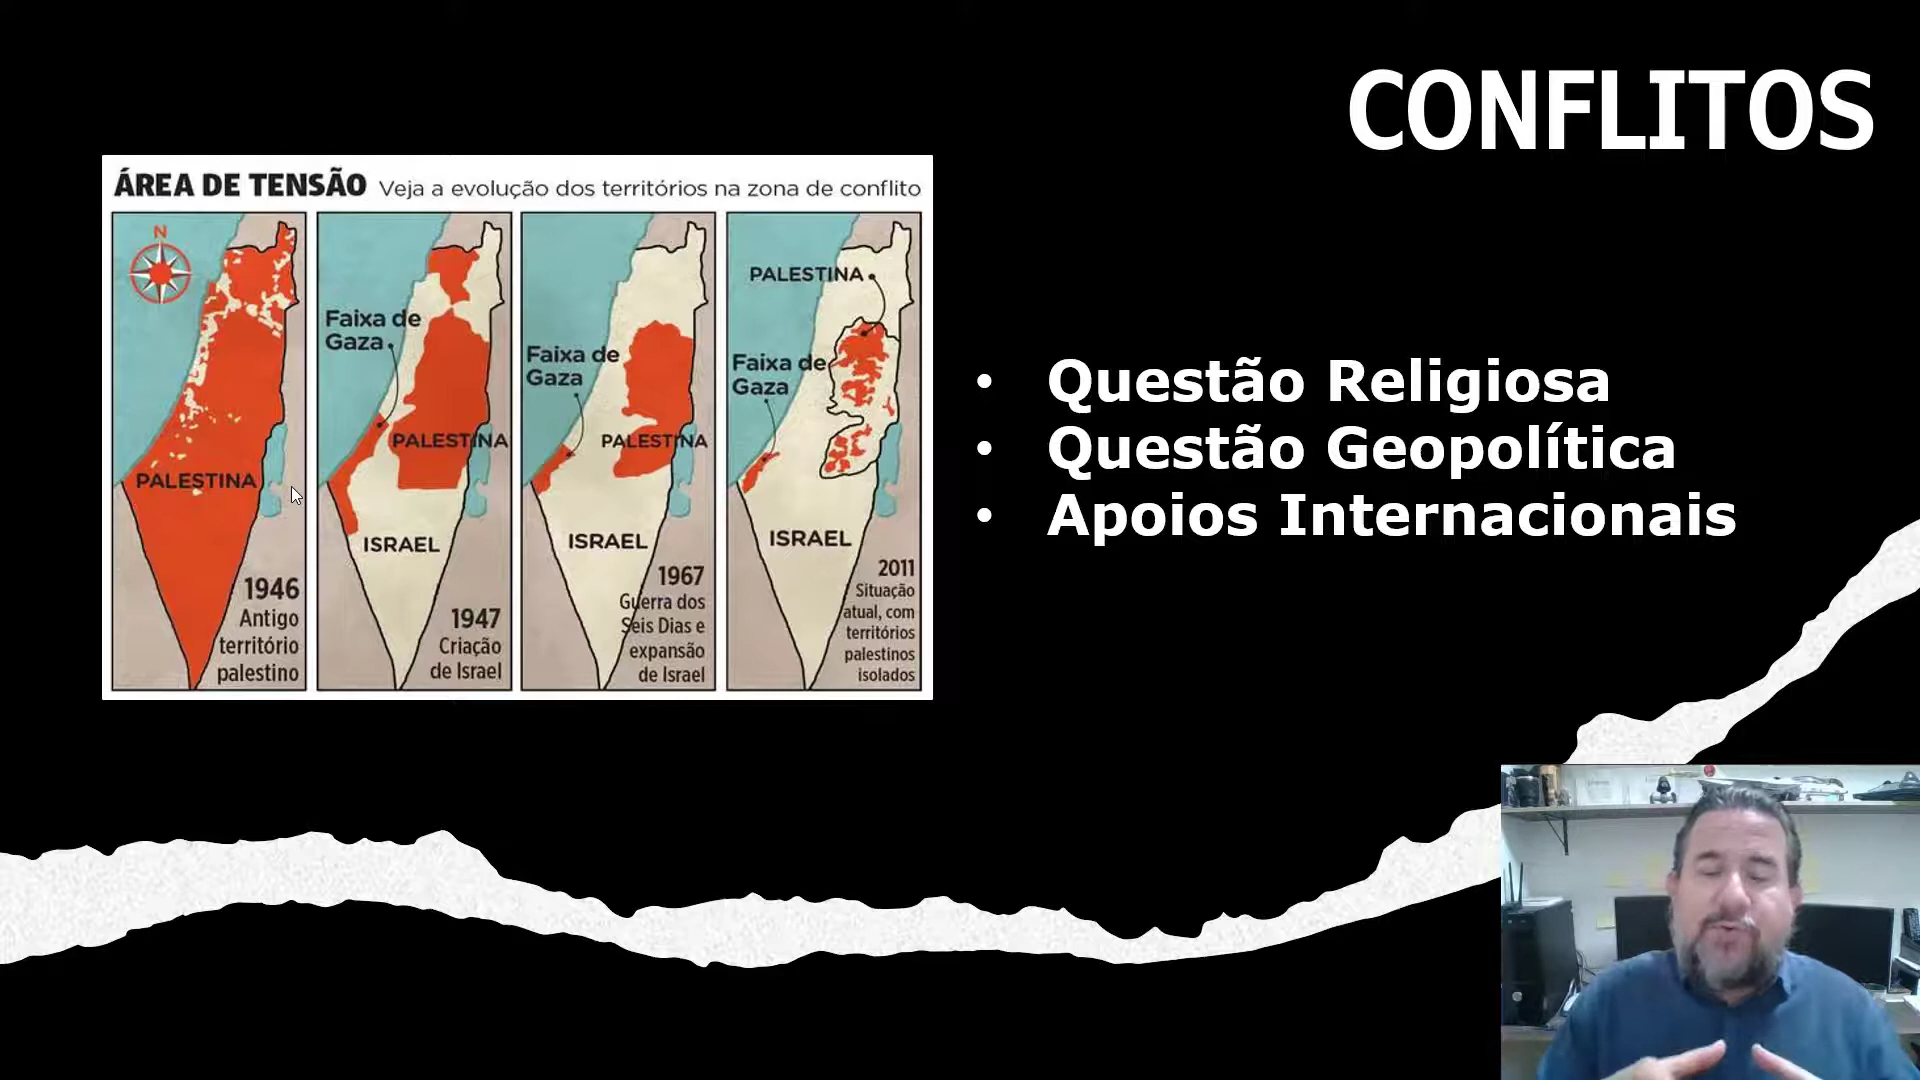 CONFLITOS
ÁREA DE TENSÃO Veja a evolução dos territórios na zona de conflito
N
PALESTINA
1946
Antigo
território
palestino
Faixa de
Gaza
PALESTINA
ISRAEL
1947
Criação
de Israel
Faixa de
Gaza
PALESTINA
ISRAEL
1967
Guerra dos
Seis Dias e
expansão
de Israel
PALESTINA
Faixa de
Gaza
ISRAEL
2011
Situação
atual, com
territórios
palestinos
isolados
• Questão Religiosa
• Questão Geopolítica
• Apoios Internacionais